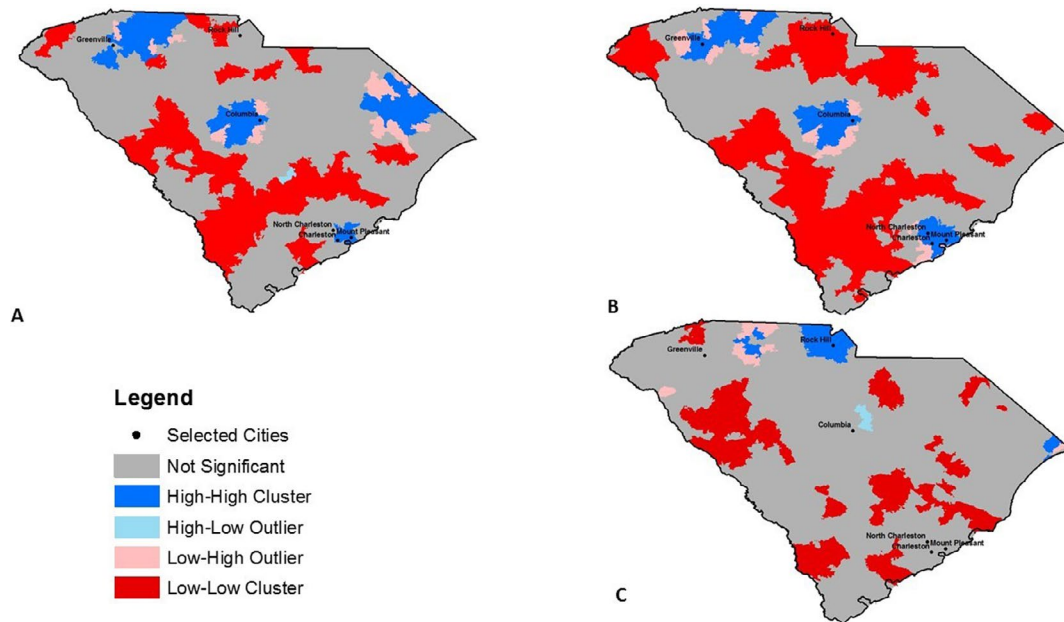 Greenville
Rock Hill
Columbia
North Charleston
Charleston
Mount Pleasant
A
Greenville
Rock Hill
Columbia
North Charleston
Charleston
Mount Pleasant
B
Legend
Selected Cities
Not Significant
High-High Cluster
High-Low Outlier
Low-High Outlier
Low-Low Cluster
Greenville
Rock Hill
Columbia
North Charleston
Charleston
Mount Pleasant
C